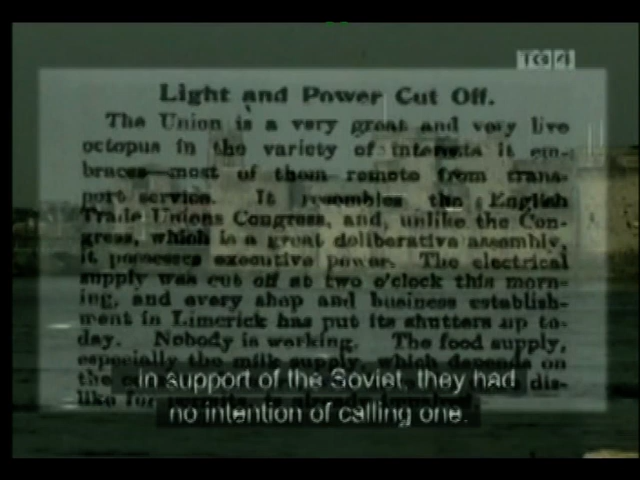 TG4
Light and Power Cut Off.
The Union is a very great and very live
octopus in the variety of interests it em-
braces—most of them remote from trans-
port service. It resembles the English
Trade Unions Congress, and, unlike the Con-
gress, which is a great deliberative assembly,
it possesses executive power. The electrical
supply was cut off at two o'clock this morn-
ing, and every shop and business establish-
ment in Limerick has put its shutters up to-
day. Nobody is working. The food supply,
especially the milk supply, which depends on
the
in support of the Soviet, they had
dis-
like for
no intention of calling one.